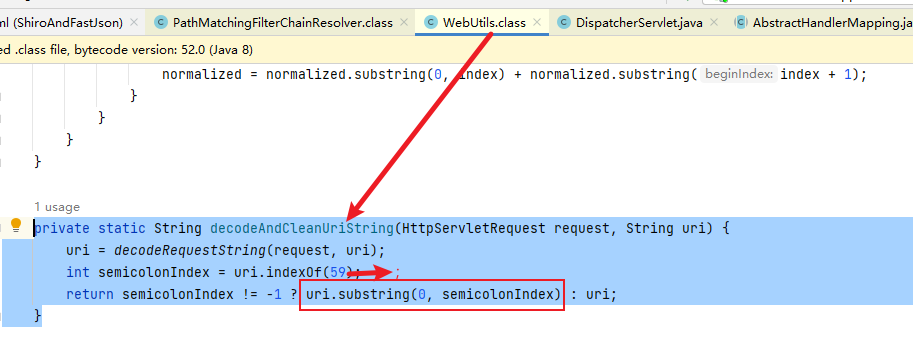 ml (ShiroAndFastJson) PathMatchingFilterChainResolver.class WebUtils.class DispatcherServlet.java AbstractHandlerMapping.ja
ed .class file, bytecode version: 52.0 (Java 8)
normalized = normalized.substring(0, index) + normalized.substring( beginIndex: index + 1);
}
}
}
}
1 usage
private static String decodeAndCleanUriString(HttpServletRequest request, String uri) {
uri = decodeRequestString(request, uri);
int semicolonIndex = uri.indexOf(59); ;
return semicolonIndex != -1 ? uri.substring(0, semicolonIndex) : uri;
}